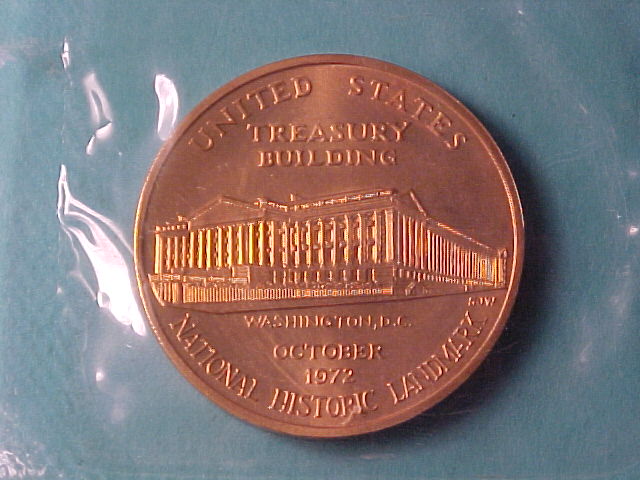 UNITED STATES
TREASURY
BUILDING
WASHINGTON, D.C.
OCTOBER
1972
NATIONAL HISTORIC LANDMARK